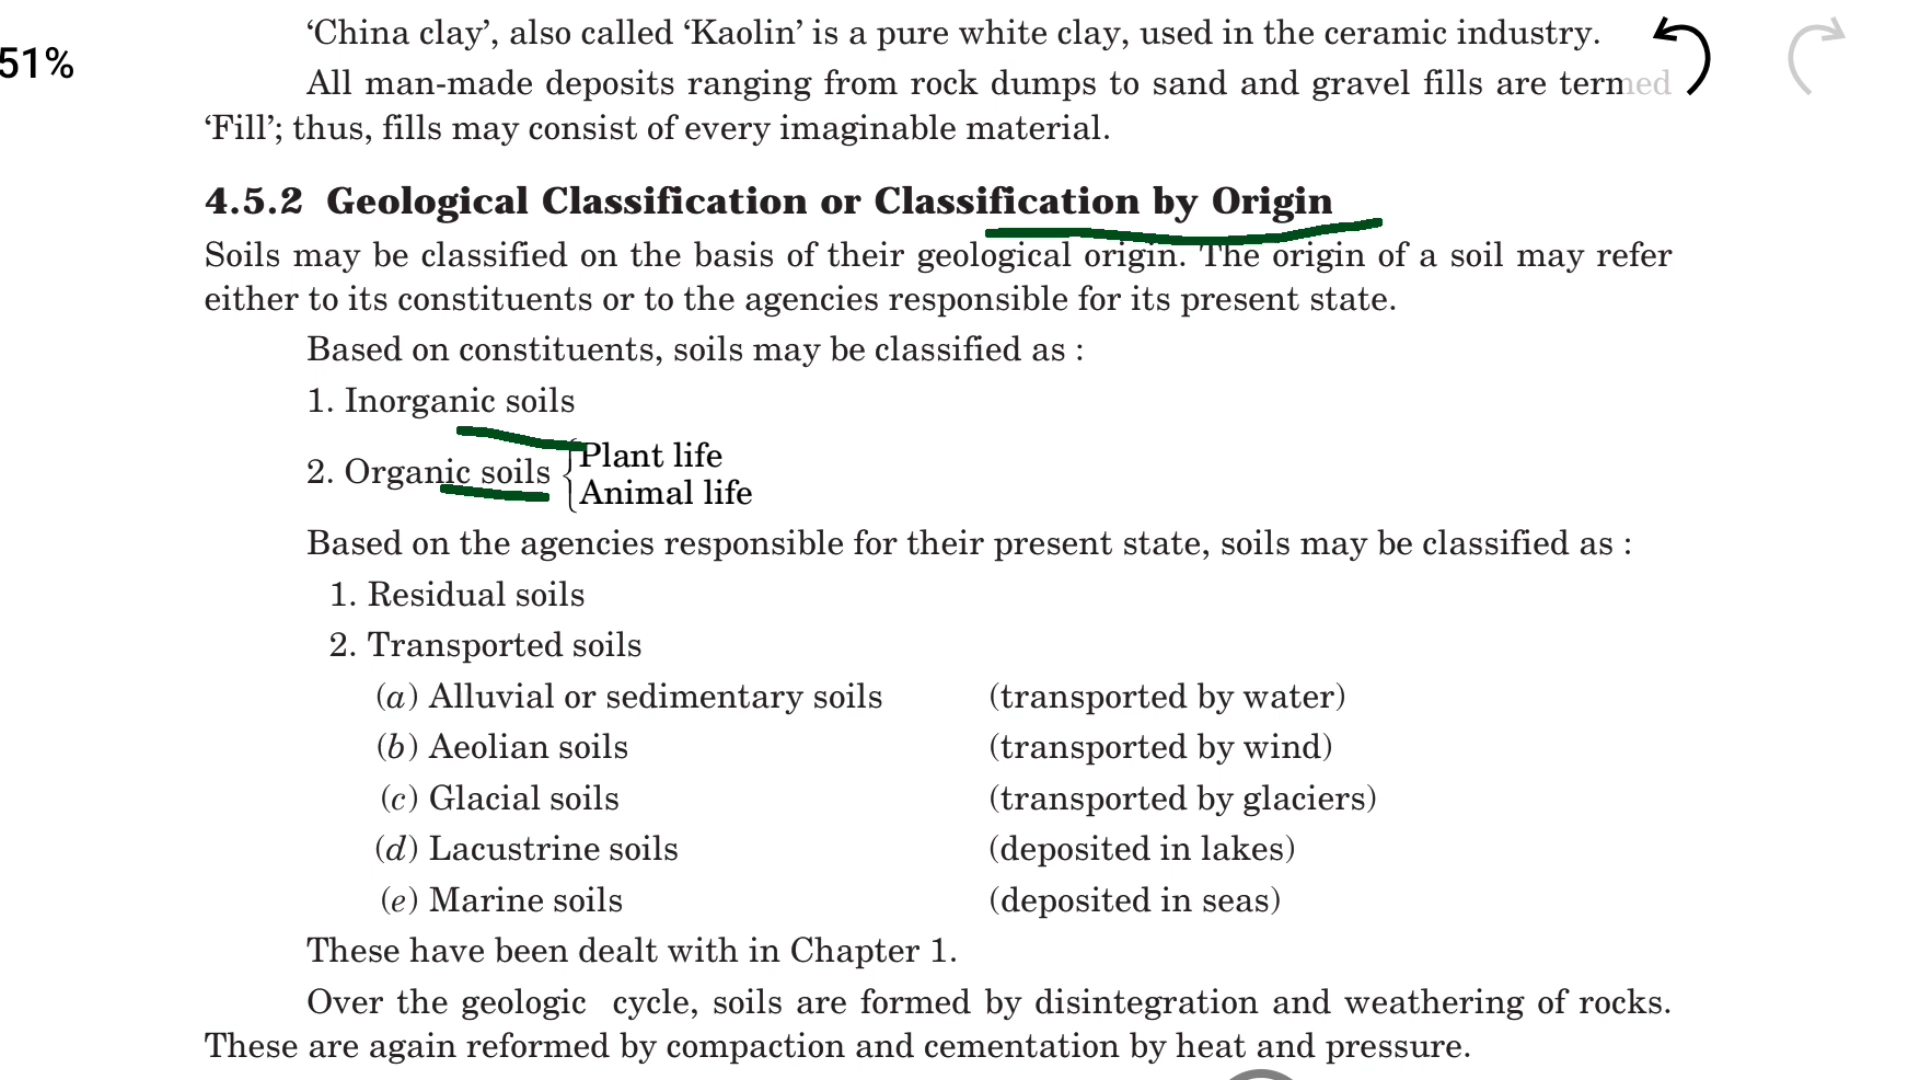 ‘China clay’, also called ‘Kaolin’ is a pure white clay, used in the ceramic industry.
51%
All man-made deposits ranging from rock dumps to sand and gravel fills are termed
‘Fill’; thus, fills may consist of every imaginable material.
4.5.2 Geological Classification or Classification by Origin
Soils may be classified on the basis of their geological origin. The origin of a soil may refer
either to its constituents or to the agencies responsible for its present state.
Based on constituents, soils may be classified as :
1. Inorganic soils
2. Organic soils { Plant life
Animal life
Based on the agencies responsible for their present state, soils may be classified as :
1. Residual soils
2. Transported soils
(a) Alluvial or sedimentary soils (transported by water)
(b) Aeolian soils (transported by wind)
(c) Glacial soils (transported by glaciers)
(d) Lacustrine soils (deposited in lakes)
(e) Marine soils (deposited in seas)
These have been dealt with in Chapter 1.
Over the geologic cycle, soils are formed by disintegration and weathering of rocks.
These are again reformed by compaction and cementation by heat and pressure.